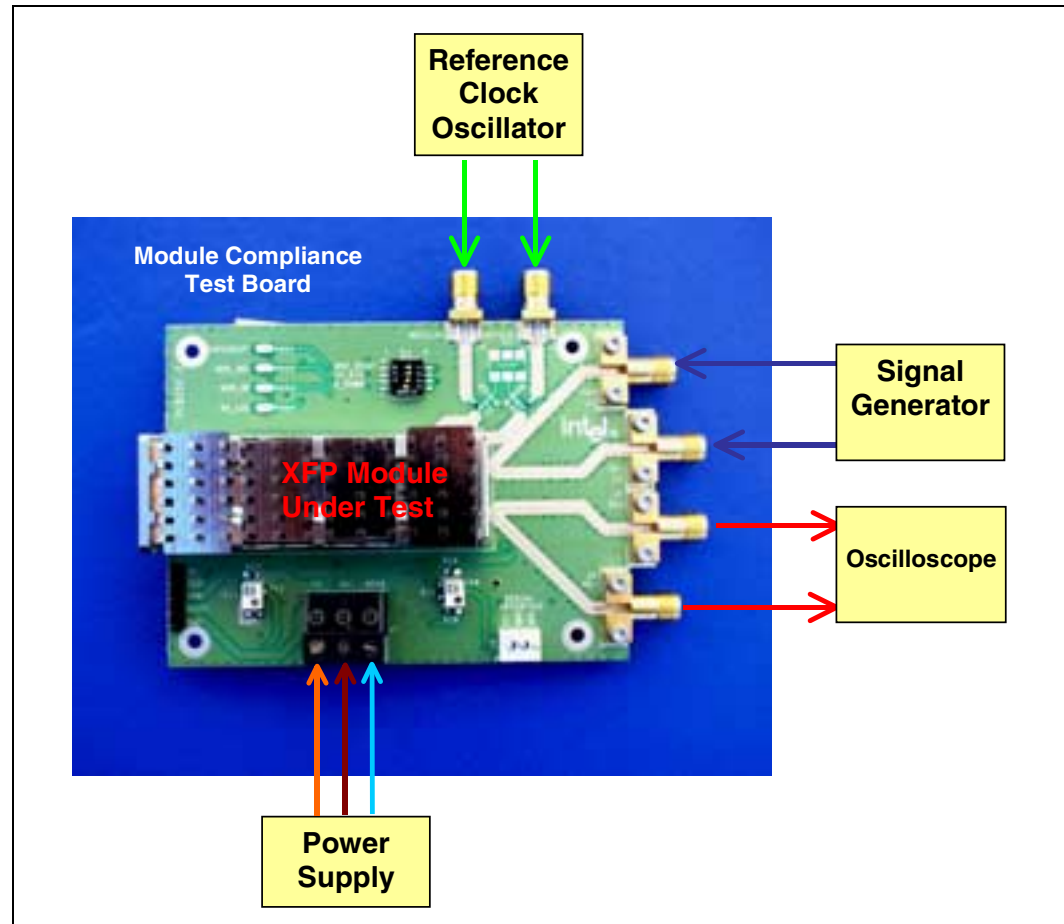 Reference
Clock
Oscillator
Module Compliance
Test Board
Signal
Generator
intel
XFP Module
Under Test
Oscilloscope
Power
Supply